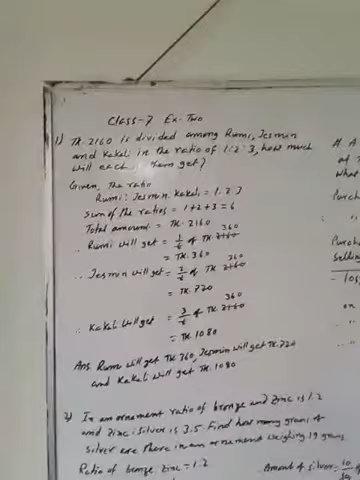 Class-7 Ex-Two
1) TK. 2160 is divided among Rumi, Jesmin
and Kakoli in the ratio of 1:2:3, how much
will each of them get?
Given, the ratio
Rumi: Jesmin: Kakoli = 1:2:3
Sum of the ratios = 1+2+3 = 6
Total amount = TK. 2160
∴ Rumi will get = 1/6 of TK. 2160 360
= TK. 360
∴ Jesmin will get = 2/6 of TK 2160 360
= TK. 720
∴ Kakoli will get = 3/6 of TK. 2160 360
= TK. 1080
Ans. Rumi will get TK. 360, Jesmin will get TK. 720
and Kakoli will get TK. 1080
2) In an ornament ratio of bronze and zinc is 1:2
and zinc: silver is 3:5. Find how many grams of
silver are there in an ornament weighing 19 grams.
Ratio of bronze: zinc = 1:2
Purch
Purch
Selling
- los
Amount of silver = 10/19